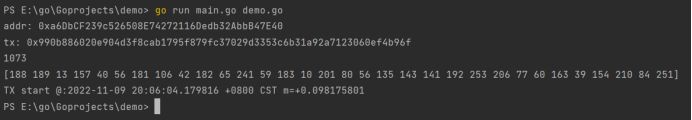 PS E:\go\Goprojects\demo> go run main.go demo.go
addr: 0xa6DbCF239c526508E74272116Dedb32AbbB47E40
tx: 0x990b886020e904d3f8cab1795f879fc37029d3353c6b31a92a7123060ef4b96f
1073
[188 189 13 157 40 56 181 106 42 182 65 241 59 183 10 201 80 56 135 143 141 192 253 206 77 60 163 39 154 210 84 251]
TX start @:2022-11-09 20:06:04.179816 +0800 CST m=+0.098175801
PS E:\go\Goprojects\demo>